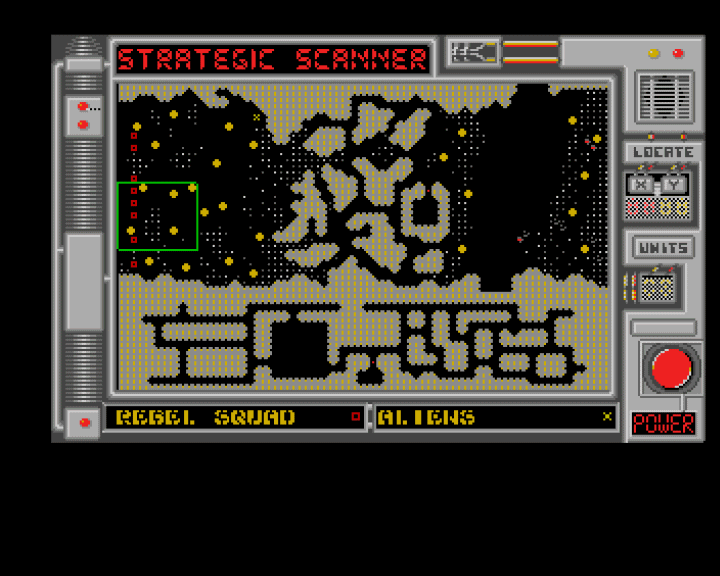 STRATEGIC SCANNER
LOCATE
X Y
UNITS
REBEL SQUAD
ALIENS
POWER